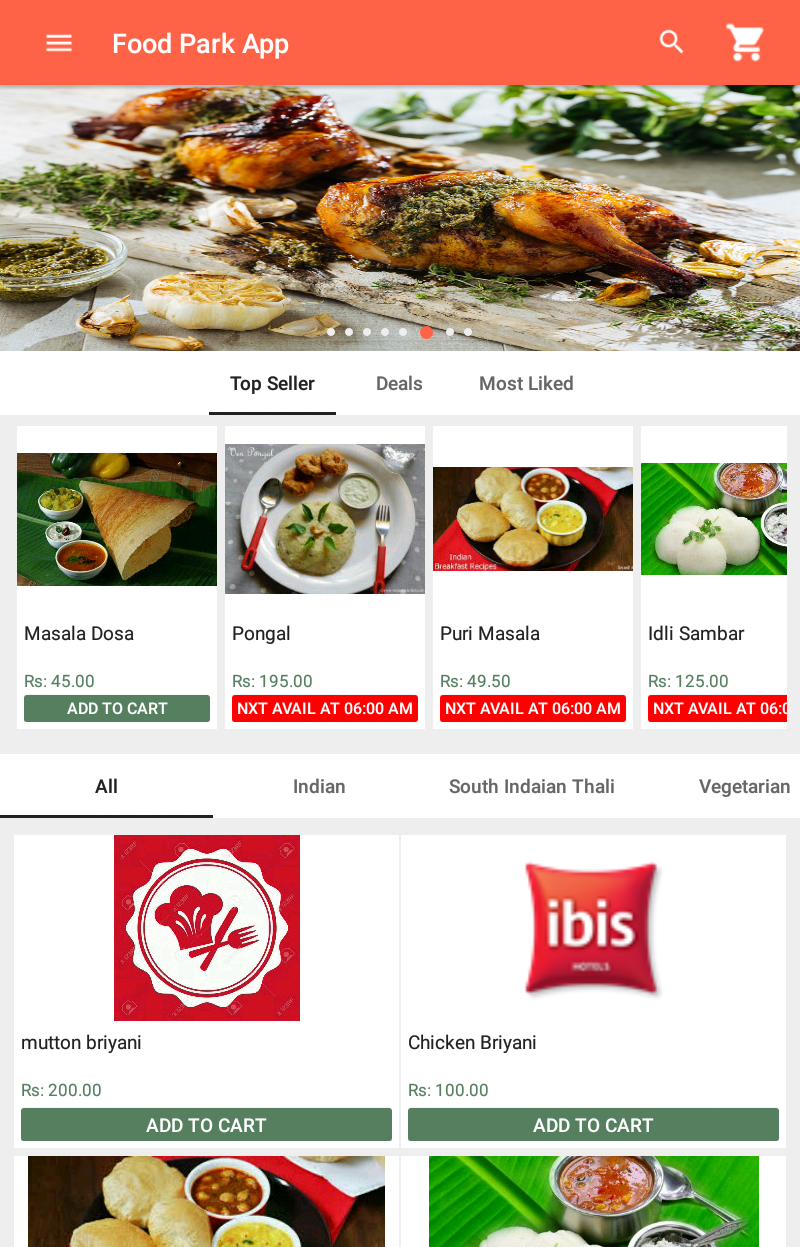 Food Park App
Top Seller
Deals
Most Liked
Ven Pongal
Indian
Breakfast Recipes
Masala Dosa
Pongal
Puri Masala
Idli Sambar
Rs: 45.00
Rs: 195.00
Rs: 49.50
Rs: 125.00
ADD TO CART
NXT AVAIL AT 06:00 AM
NXT AVAIL AT 06:00 AM
NXT AVAIL AT 06:0
All
Indian
South Indaian Thali
Vegetarian
ibis
HOTELS
mutton briyani
Chicken Briyani
Rs: 200.00
Rs: 100.00
ADD TO CART
ADD TO CART